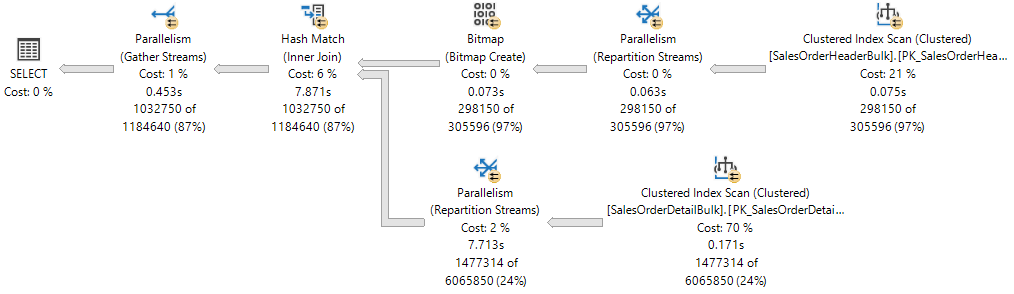 SELECT
Cost: 0 %
Parallelism
(Gather Streams)
Cost: 1 %
0.453s
1032750 of
1184640 (87%)
Hash Match
(Inner Join)
Cost: 6 %
7.871s
1032750 of
1184640 (87%)
Bitmap
(Bitmap Create)
Cost: 0 %
0.073s
298150 of
305596 (97%)
Parallelism
(Repartition Streams)
Cost: 0 %
0.063s
298150 of
305596 (97%)
Clustered Index Scan (Clustered)
[SalesOrderHeaderBulk].[PK_SalesOrderHea...
Cost: 21 %
0.075s
298150 of
305596 (97%)
Parallelism
(Repartition Streams)
Cost: 2 %
7.713s
1477314 of
6065850 (24%)
Clustered Index Scan (Clustered)
[SalesOrderDetailBulk].[PK_SalesOrderDetai...
Cost: 70 %
0.171s
1477314 of
6065850 (24%)